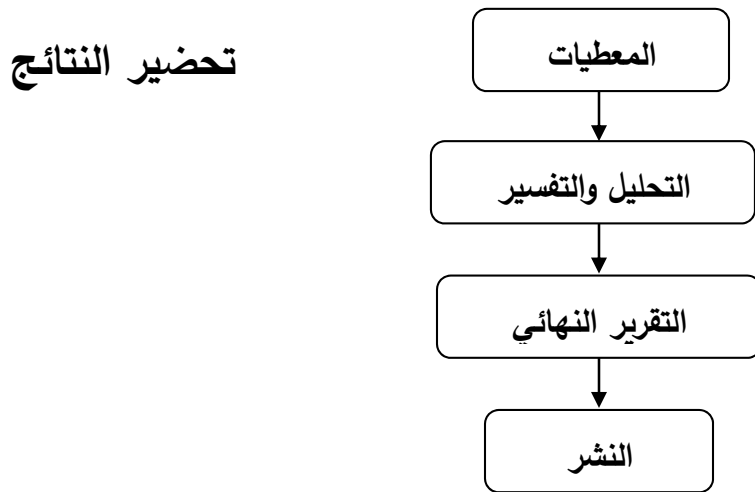 تحضير النتائج
المعطيات
التحليل والتفسير
التقرير النهائي
النشر